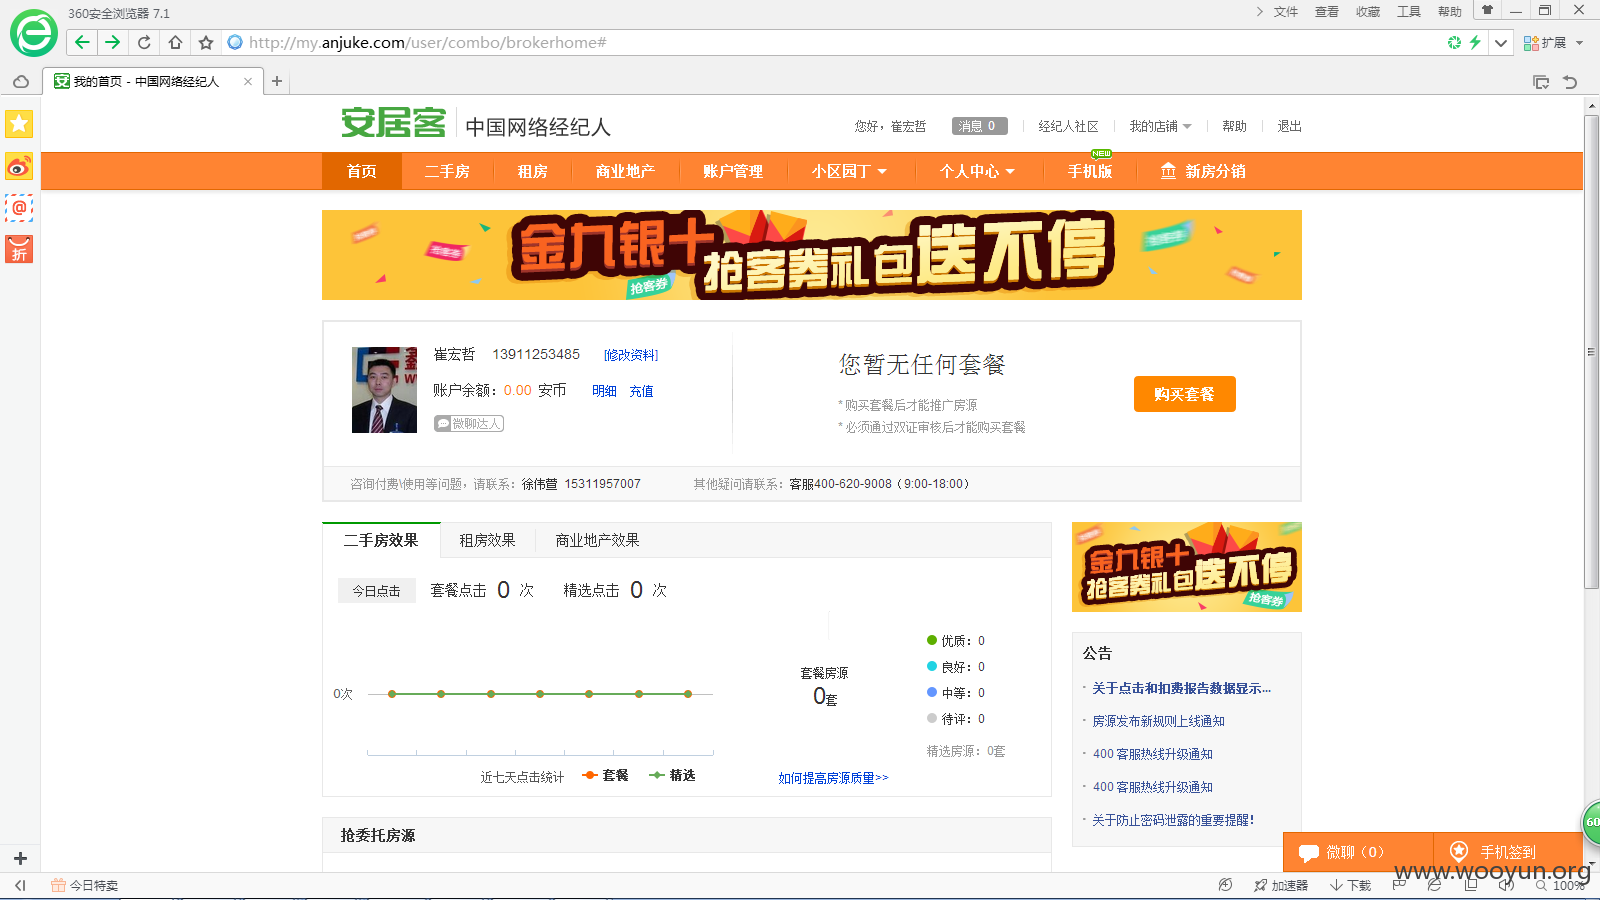 360安全浏览器 7.1
文件 查看 收藏 工具 帮助
http://my.anjuke.com/user/combo/brokerhome#
扩展
安 我的首页 - 中国网络经纪人
安居客 中国网络经纪人
您好，崔宏哲 消息 0 经纪人社区 我的店铺 帮助 退出
首页 二手房 租房 商业地产 账户管理 小区园丁 个人中心 手机版 NEW 新房分销
@
折
金九银十 抢客券礼包送不停
抢客券
崔宏哲 13911253485 [修改资料]
账户余额：0.00 安币 明细 充值
微聊达人
您暂无任何套餐
* 购买套餐后才能推广房源
* 必须通过双证审核后才能购买套餐
购买套餐
咨询付费\使用等问题，请联系：徐伟萱 15311957007 其他疑问请联系：客服400-620-9008（9:00-18:00）
二手房效果 租房效果 商业地产效果
今日点击 套餐点击 0 次 精选点击 0 次
0次
近七天点击统计 套餐 精选
套餐房源
0套
如何提高房源质量>>
优质：0
良好：0
中等：0
待评：0
精选房源：0套
金九银十
抢客券礼包送不停
抢客券
公告
· 关于点击和扣费报告数据显示...
· 房源发布新规则上线通知
· 400 客服热线升级通知
· 400 客服热线升级通知
· 关于防止密码泄露的重要提醒!
抢委托房源
60
微聊（0） 手机签到
www.wooyun.org
今日特卖 加速器 下载 100%